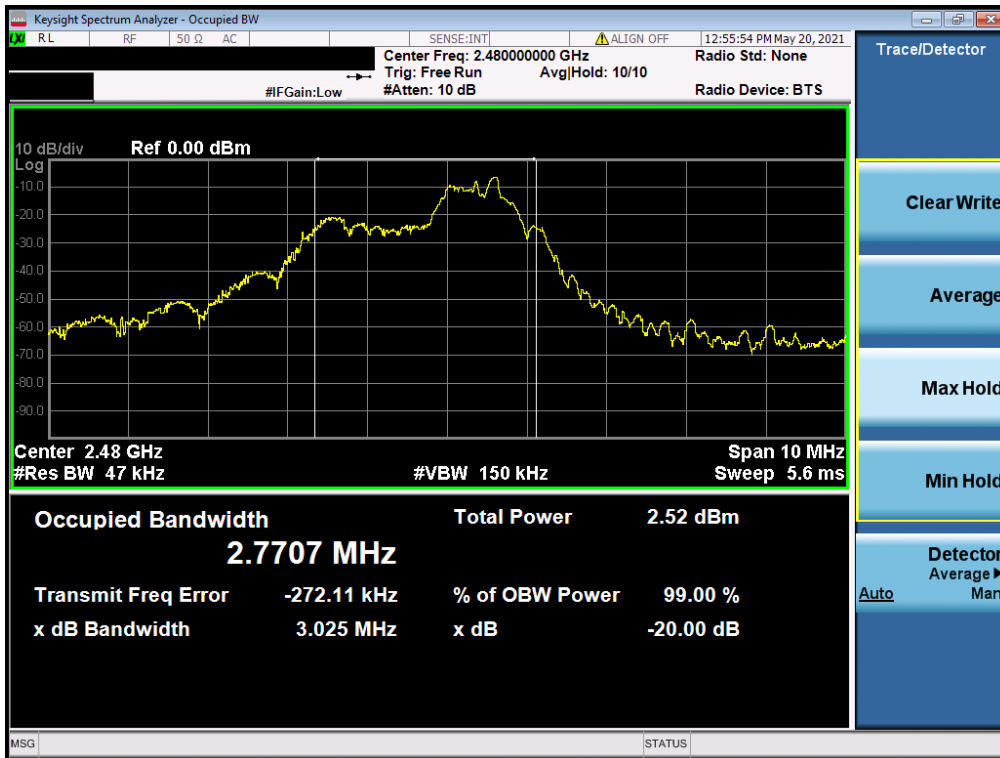 Keysight Spectrum Analyzer - Occupied BW
LXI RL RF 50 Ω AC SENSE:INT ALIGN OFF 12:55:54 PM May 20, 2021
Center Freq: 2.480000000 GHz Radio Std: None
Trig: Free Run Avg|Hold: 10/10
#IFGain:Low #Atten: 10 dB Radio Device: BTS
Trace/Detector
10 dB/div Ref 0.00 dBm
Log
-10.0
-20.0
-30.0
-40.0
-50.0
-60.0
-70.0
-80.0
-90.0
Center 2.48 GHz Span 10 MHz
#Res BW 47 kHz #VBW 150 kHz Sweep 5.6 ms
Occupied Bandwidth Total Power 2.52 dBm
2.7707 MHz
Transmit Freq Error -272.11 kHz % of OBW Power 99.00 %
x dB Bandwidth 3.025 MHz x dB -20.00 dB
Clear Write
Average
Max Hold
Min Hold
Detector
Average▶
Auto Man
MSG STATUS